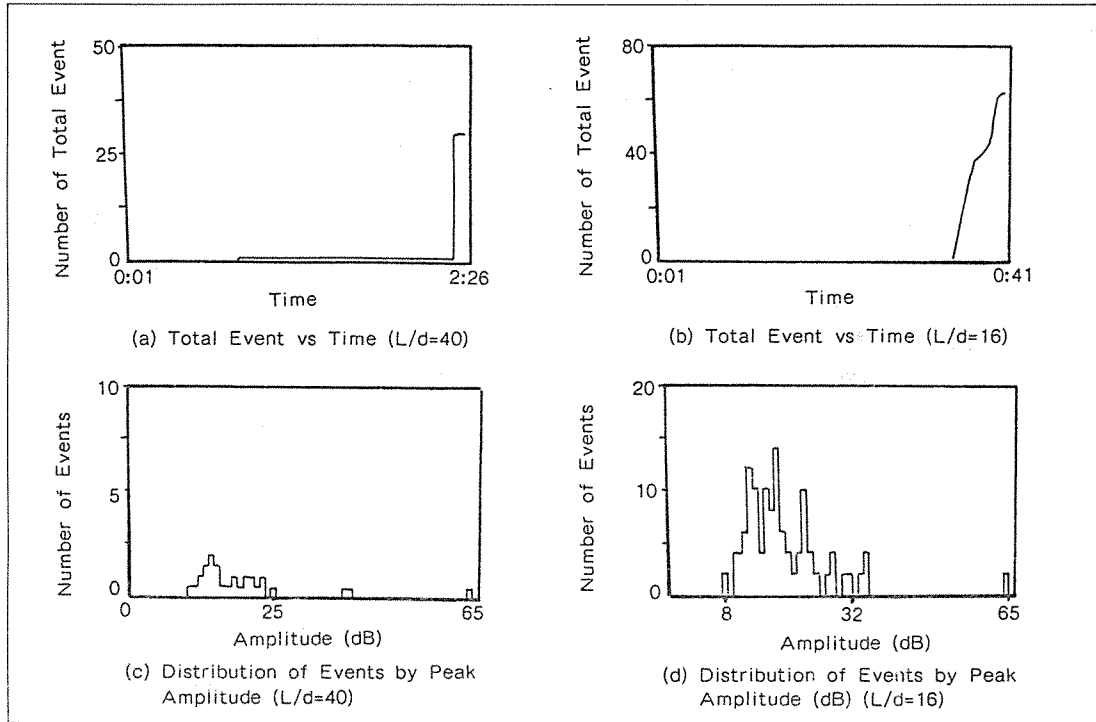 50
25
0
Number of Total Event
0:01
2:26
Time
(a) Total Event vs Time (L/d=40)
80
40
0
Number of Total Event
0:01
0:41
Time
(b) Total Event vs Time (L/d=16)
10
5
0
Number of Events
0
25
65
Amplitude (dB)
(c) Distribution of Events by Peak
Amplitude (L/d=40)
20
10
0
Number of Events
8
32
65
Amplitude (dB)
(d) Distribution of Events by Peak
Amplitude (dB) (L/d=16)